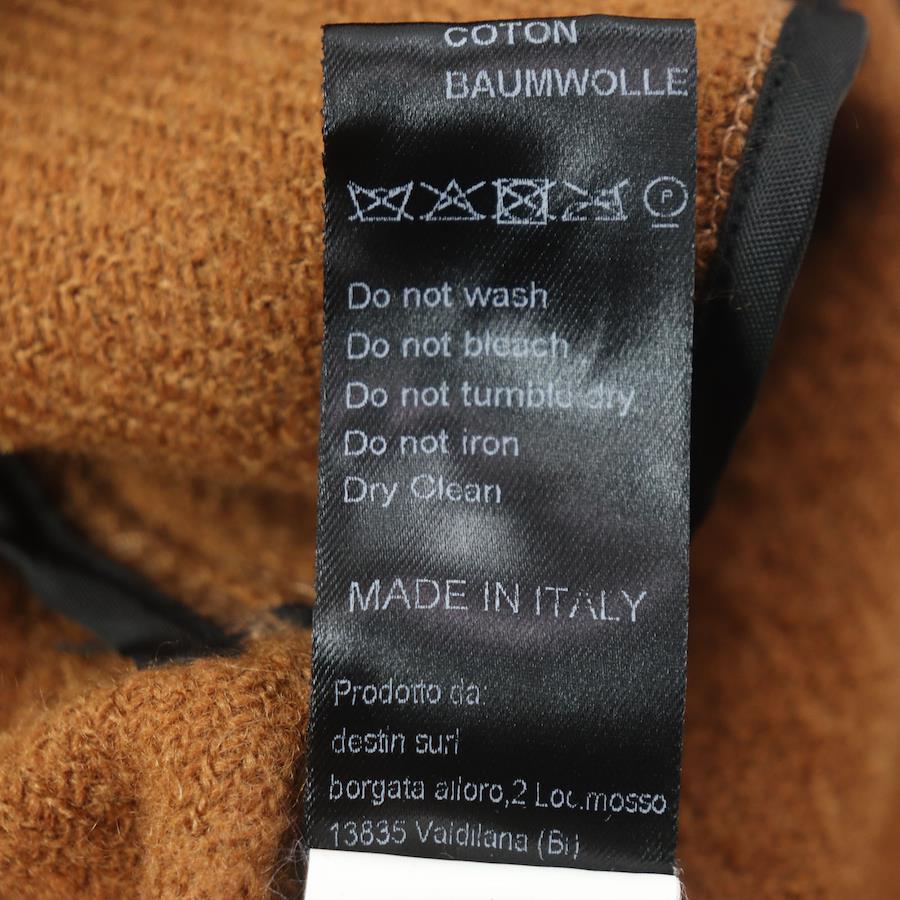 COTON
BAUMWOLLE
P
Do not wash
Do not bleach
Do not tumble dry
Do not iron
Dry Clean
MADE IN ITALY
Prodotto da
destin surl
borgata alloro,2 Loc.mosso
13835 Valdilana (Bi)